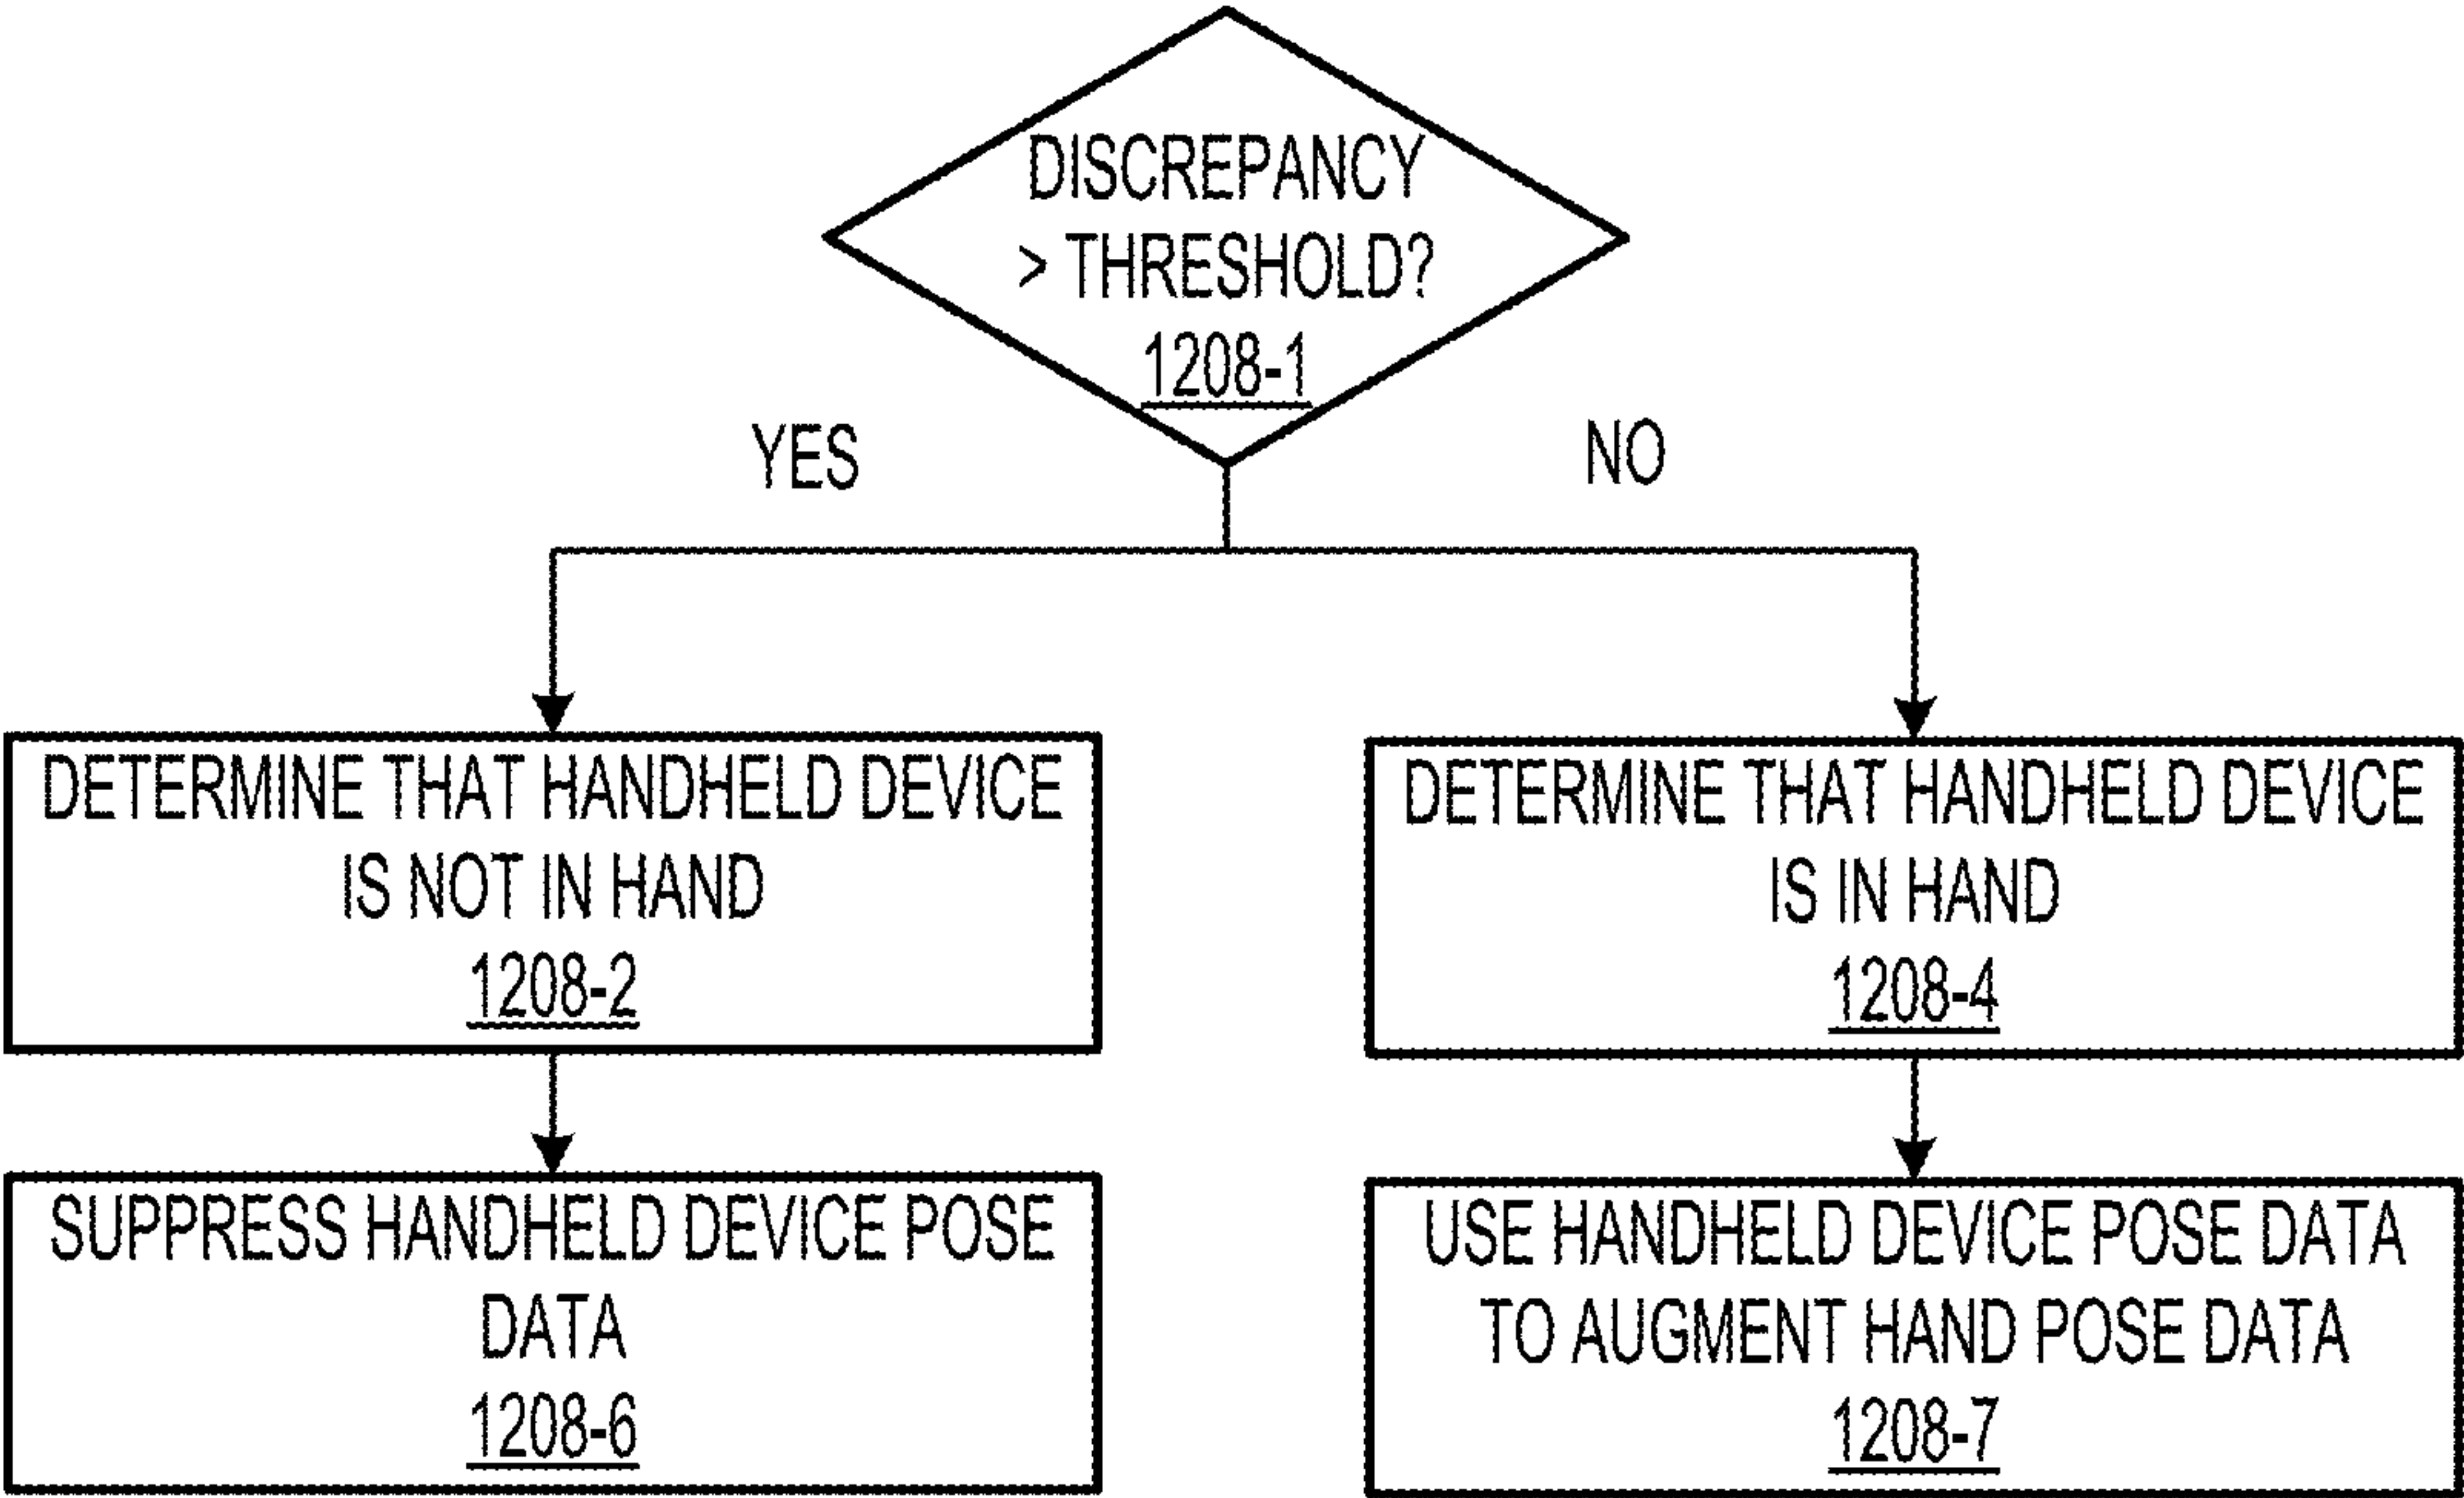 DISCREPANCY
> THRESHOLD?
1208-1
YES
NO
DETERMINE THAT HANDHELD DEVICE
IS NOT IN HAND
1208-2
DETERMINE THAT HANDHELD DEVICE
IS IN HAND
1208-4
SUPPRESS HANDHELD DEVICE POSE
DATA
1208-6
USE HANDHELD DEVICE POSE DATA
TO AUGMENT HAND POSE DATA
1208-7